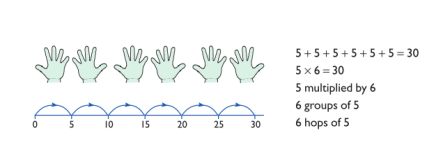 5 + 5 + 5 + 5 + 5 + 5 = 30
5 × 6 = 30
5 multiplied by 6
6 groups of 5
6 hops of 5
0 5 10 15 20 25 30